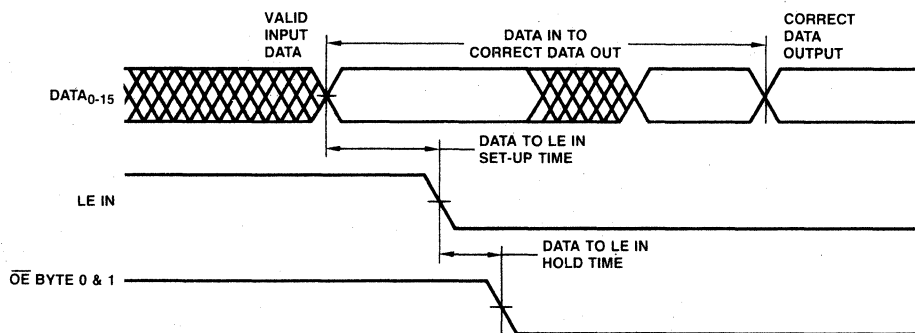 VALID
INPUT
DATA
DATA IN TO
CORRECT DATA OUT
CORRECT
DATA
OUTPUT
DATA0-15
DATA TO LE IN
SET-UP TIME
LE IN
DATA TO LE IN
HOLD TIME
O̅E̅ BYTE 0 & 1